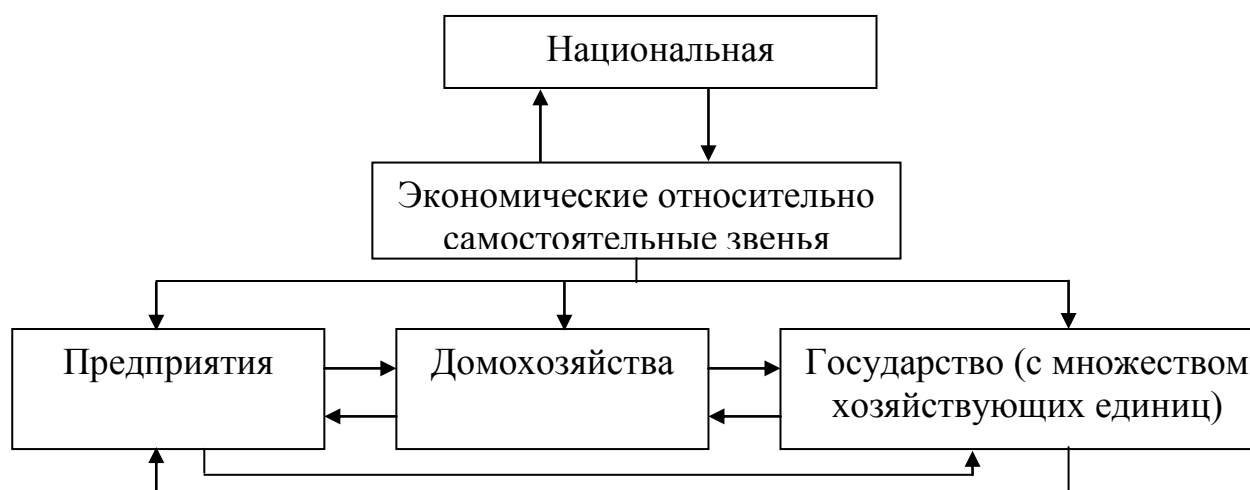 Национальная
Экономические относительно
самостоятельные звенья
Предприятия
Домохозяйства
Государство (с множеством
хозяйствующих единиц)